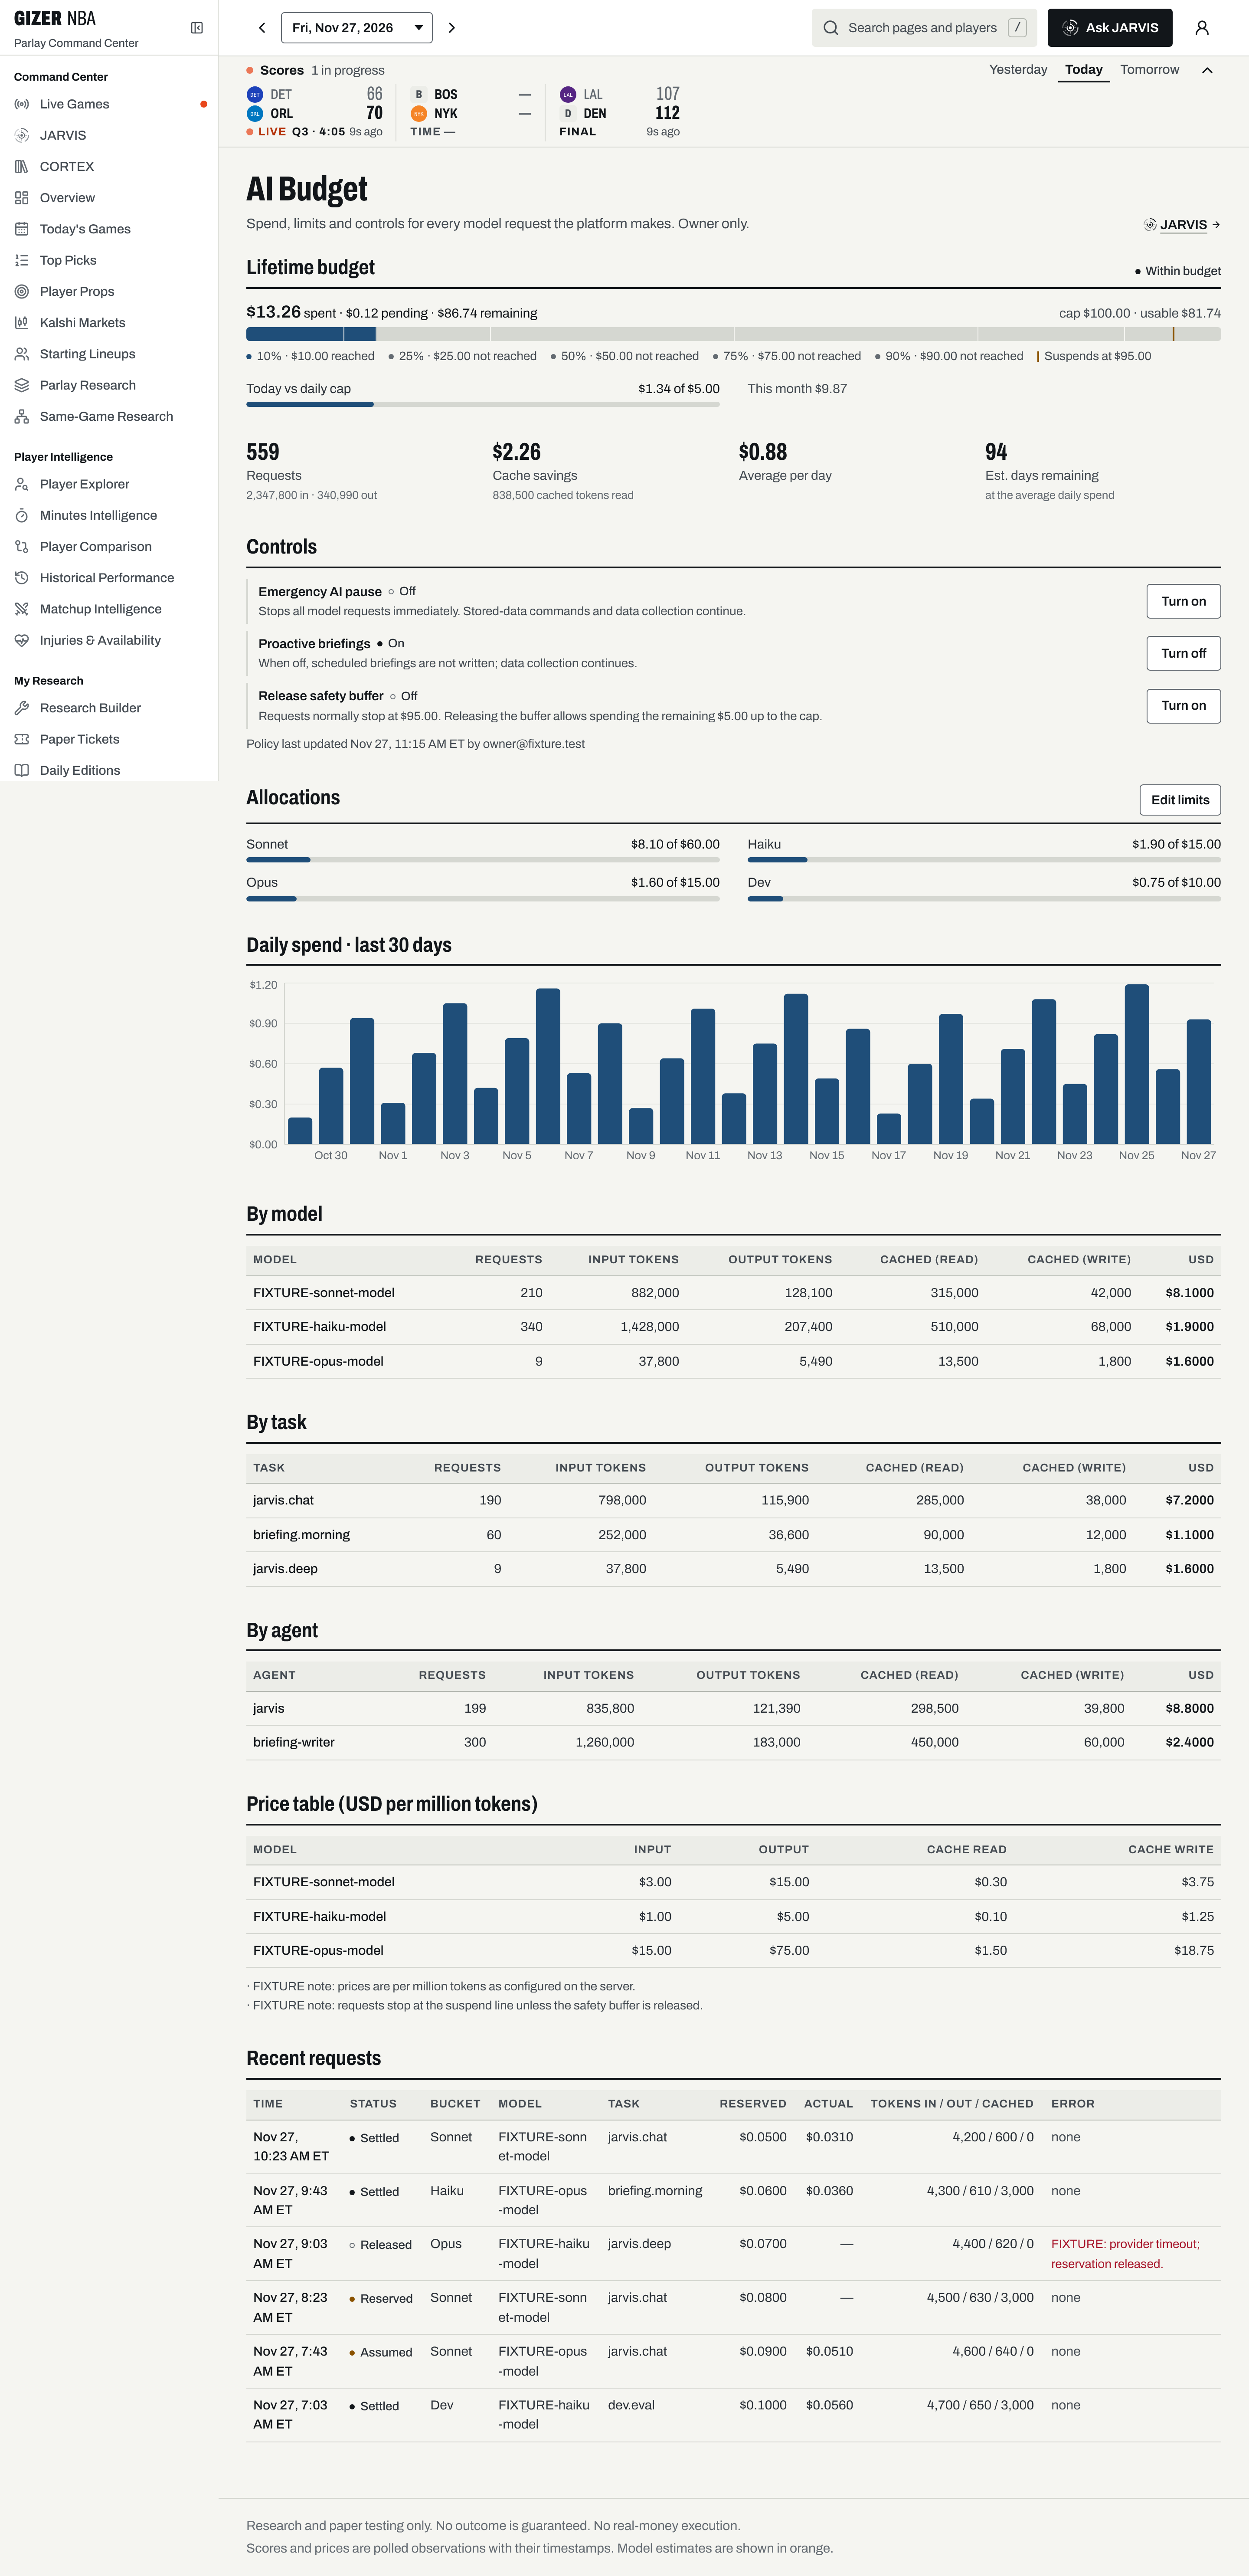 GIZER NBA
Parlay Command Center
Fri, Nov 27, 2026
Search pages and players /
Ask JARVIS
Command Center
Live Games
JARVIS
CORTEX
Overview
Today's Games
Top Picks
Player Props
Kalshi Markets
Starting Lineups
Parlay Research
Same-Game Research
Player Intelligence
Player Explorer
Minutes Intelligence
Player Comparison
Historical Performance
Matchup Intelligence
Injuries & Availability
My Research
Research Builder
Paper Tickets
Daily Editions
Scores 1 in progress
Yesterday Today Tomorrow
DET DET 66
ORL ORL 70
LIVE Q3 · 4:05 9s ago
B BOS —
NYK NYK —
TIME —
LAL LAL 107
D DEN 112
FINAL 9s ago
AI Budget
Spend, limits and controls for every model request the platform makes. Owner only.
JARVIS →
Lifetime budget
Within budget
$13.26 spent · $0.12 pending · $86.74 remaining
cap $100.00 · usable $81.74
10% · $10.00 reached 25% · $25.00 not reached 50% · $50.00 not reached 75% · $75.00 not reached 90% · $90.00 not reached Suspends at $95.00
Today vs daily cap $1.34 of $5.00
This month $9.87
559
Requests
2,347,800 in · 340,990 out
$2.26
Cache savings
838,500 cached tokens read
$0.88
Average per day
94
Est. days remaining
at the average daily spend
Controls
Emergency AI pause Off
Stops all model requests immediately. Stored-data commands and data collection continue.
Turn on
Proactive briefings On
When off, scheduled briefings are not written; data collection continues.
Turn off
Release safety buffer Off
Requests normally stop at $95.00. Releasing the buffer allows spending the remaining $5.00 up to the cap.
Turn on
Policy last updated Nov 27, 11:15 AM ET by owner@fixture.test
Allocations
Edit limits
Sonnet $8.10 of $60.00
Haiku $1.90 of $15.00
Opus $1.60 of $15.00
Dev $0.75 of $10.00
Daily spend · last 30 days
$1.20
$0.90
$0.60
$0.30
$0.00
Oct 30 Nov 1 Nov 3 Nov 5 Nov 7 Nov 9 Nov 11 Nov 13 Nov 15 Nov 17 Nov 19 Nov 21 Nov 23 Nov 25 Nov 27
By model
MODEL REQUESTS INPUT TOKENS OUTPUT TOKENS CACHED (READ) CACHED (WRITE) USD
FIXTURE-sonnet-model 210 882,000 128,100 315,000 42,000 $8.1000
FIXTURE-haiku-model 340 1,428,000 207,400 510,000 68,000 $1.9000
FIXTURE-opus-model 9 37,800 5,490 13,500 1,800 $1.6000
By task
TASK REQUESTS INPUT TOKENS OUTPUT TOKENS CACHED (READ) CACHED (WRITE) USD
jarvis.chat 190 798,000 115,900 285,000 38,000 $7.2000
briefing.morning 60 252,000 36,600 90,000 12,000 $1.1000
jarvis.deep 9 37,800 5,490 13,500 1,800 $1.6000
By agent
AGENT REQUESTS INPUT TOKENS OUTPUT TOKENS CACHED (READ) CACHED (WRITE) USD
jarvis 199 835,800 121,390 298,500 39,800 $8.8000
briefing-writer 300 1,260,000 183,000 450,000 60,000 $2.4000
Price table (USD per million tokens)
MODEL INPUT OUTPUT CACHE READ CACHE WRITE
FIXTURE-sonnet-model $3.00 $15.00 $0.30 $3.75
FIXTURE-haiku-model $1.00 $5.00 $0.10 $1.25
FIXTURE-opus-model $15.00 $75.00 $1.50 $18.75
· FIXTURE note: prices are per million tokens as configured on the server.
· FIXTURE note: requests stop at the suspend line unless the safety buffer is released.
Recent requests
TIME STATUS BUCKET MODEL TASK RESERVED ACTUAL TOKENS IN / OUT / CACHED ERROR
Nov 27, Settled Sonnet FIXTURE-sonn jarvis.chat $0.0500 $0.0310 4,200 / 600 / 0 none
10:23 AM ET et-model
Nov 27, 9:43 Settled Haiku FIXTURE-opus briefing.morning $0.0600 $0.0360 4,300 / 610 / 3,000 none
AM ET -model
Nov 27, 9:03 Released Opus FIXTURE-haiku jarvis.deep $0.0700 — 4,400 / 620 / 0 FIXTURE: provider timeout;
AM ET -model reservation released.
Nov 27, 8:23 Reserved Sonnet FIXTURE-sonn jarvis.chat $0.0800 — 4,500 / 630 / 3,000 none
AM ET et-model
Nov 27, 7:43 Assumed Sonnet FIXTURE-opus jarvis.chat $0.0900 $0.0510 4,600 / 640 / 0 none
AM ET -model
Nov 27, 7:03 Settled Dev FIXTURE-haiku dev.eval $0.1000 $0.0560 4,700 / 650 / 3,000 none
AM ET -model
Research and paper testing only. No outcome is guaranteed. No real-money execution.
Scores and prices are polled observations with their timestamps. Model estimates are shown in orange.